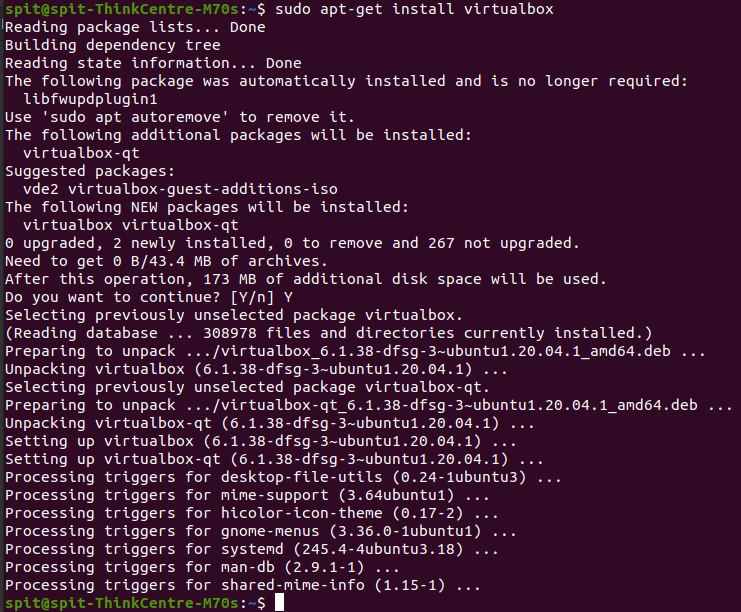 spit@spit-ThinkCentre-M70s:~$ sudo apt-get install virtualbox
Reading package lists... Done
Building dependency tree
Reading state information... Done
The following package was automatically installed and is no longer required:
  libfwupdplugin1
Use 'sudo apt autoremove' to remove it.
The following additional packages will be installed:
  virtualbox-qt
Suggested packages:
  vde2 virtualbox-guest-additions-iso
The following NEW packages will be installed:
  virtualbox virtualbox-qt
0 upgraded, 2 newly installed, 0 to remove and 267 not upgraded.
Need to get 0 B/43.4 MB of archives.
After this operation, 173 MB of additional disk space will be used.
Do you want to continue? [Y/n] Y
Selecting previously unselected package virtualbox.
(Reading database ... 308978 files and directories currently installed.)
Preparing to unpack .../virtualbox_6.1.38-dfsg-3~ubuntu1.20.04.1_amd64.deb ...
Unpacking virtualbox (6.1.38-dfsg-3~ubuntu1.20.04.1) ...
Selecting previously unselected package virtualbox-qt.
Preparing to unpack .../virtualbox-qt_6.1.38-dfsg-3~ubuntu1.20.04.1_amd64.deb ...
Unpacking virtualbox-qt (6.1.38-dfsg-3~ubuntu1.20.04.1) ...
Setting up virtualbox (6.1.38-dfsg-3~ubuntu1.20.04.1) ...
Setting up virtualbox-qt (6.1.38-dfsg-3~ubuntu1.20.04.1) ...
Processing triggers for desktop-file-utils (0.24-1ubuntu3) ...
Processing triggers for mime-support (3.64ubuntu1) ...
Processing triggers for hicolor-icon-theme (0.17-2) ...
Processing triggers for gnome-menus (3.36.0-1ubuntu1) ...
Processing triggers for systemd (245.4-4ubuntu3.18) ...
Processing triggers for man-db (2.9.1-1) ...
Processing triggers for shared-mime-info (1.15-1) ...
spit@spit-ThinkCentre-M70s:~$